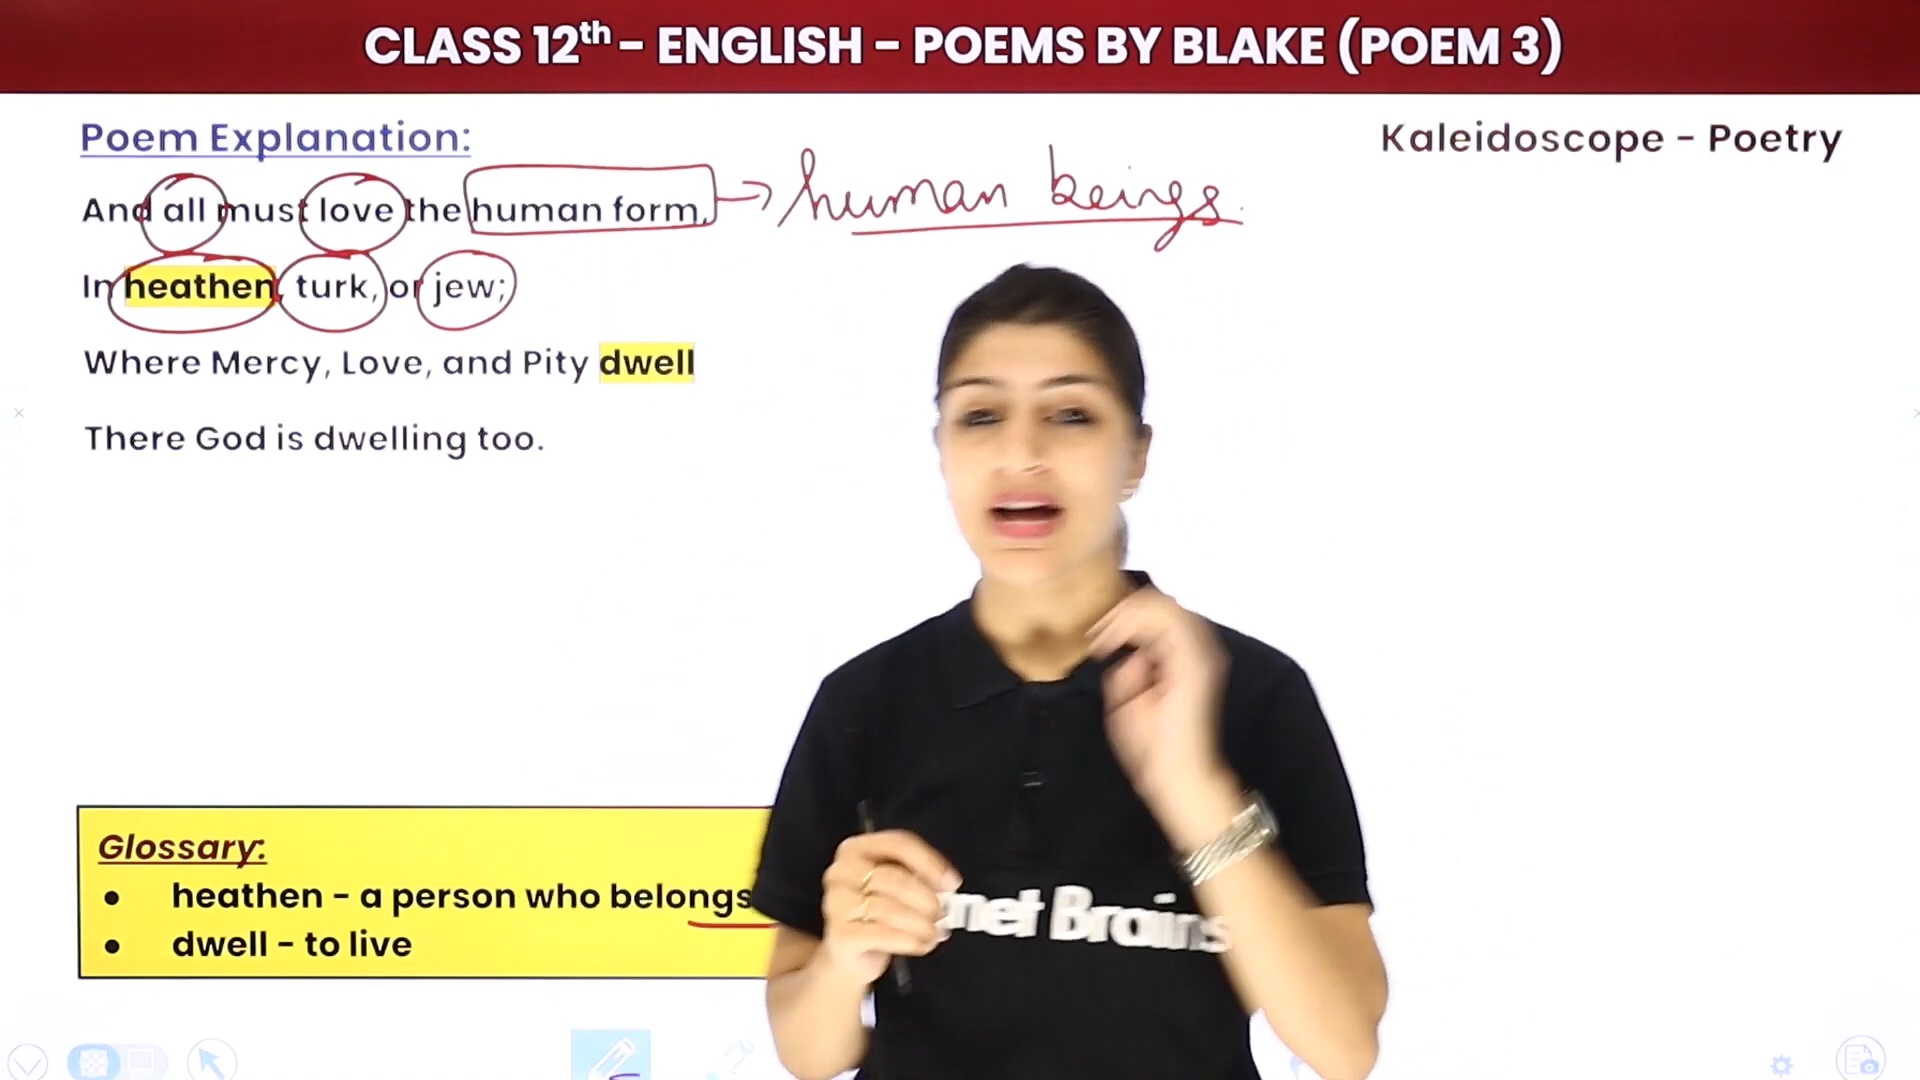 CLASS 12th – ENGLISH – POEMS BY BLAKE (POEM 3)
Poem Explanation:
Kaleidoscope – Poetry
And all must love the human form,
human beings.
In heathen, turk, or jew;
Where Mercy, Love, and Pity dwell
There God is dwelling too.
Glossary:
● heathen – a person who belongs
● dwell – to live
net Brains